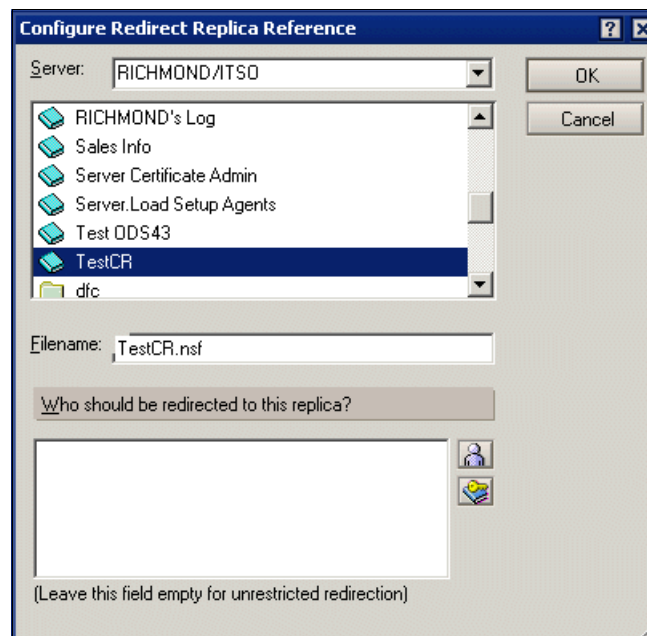 Configure Redirect Replica Reference
Server: RICHMOND/ITSO
OK
RICHMOND's Log
Cancel
Sales Info
Server Certificate Admin
Server.Load Setup Agents
Test ODS43
TestCR
dfc
Filename: TestCR.nsf
Who should be redirected to this replica?
(Leave this field empty for unrestricted redirection)